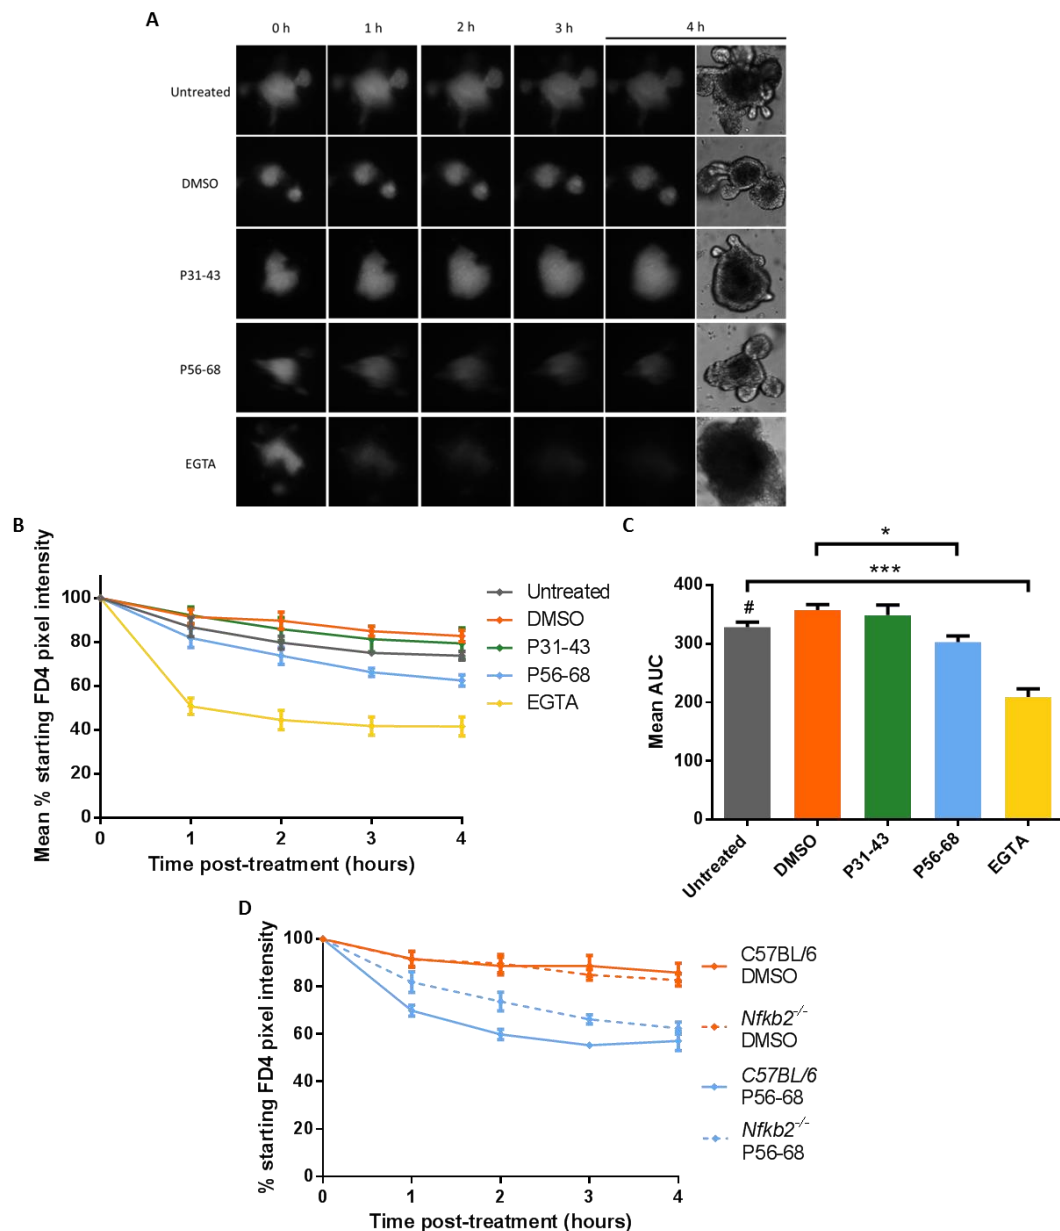 A
0 h 1 h 2 h 3 h 4 h
Untreated
DMSO
P31-43
P56-68
EGTA
B
Mean % starting FD4 pixel intensity
100
80
60
40
20
0
0 1 2 3 4
Time post-treatment (hours)
Untreated
DMSO
P31-43
P56-68
EGTA
C
*
***
#
Mean AUC
400
300
200
100
0
Untreated
DMSO
P31-43
P56-68
EGTA
D
% starting FD4 pixel intensity
100
80
60
40
20
0
0 1 2 3 4
Time post-treatment (hours)
C57BL/6
DMSO
Nfkb2-/-
DMSO
C57BL/6
P56-68
Nfkb2-/-
P56-68